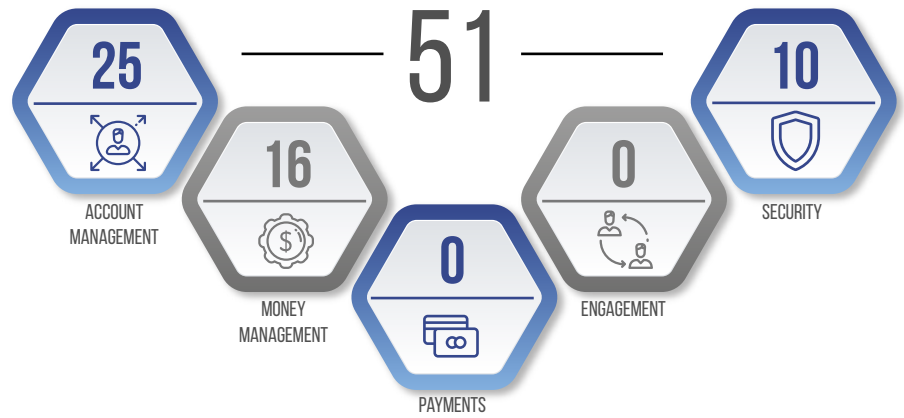 51
25
ACCOUNT
MANAGEMENT
16
$
MONEY
MANAGEMENT
0
PAYMENTS
0
ENGAGEMENT
10
SECURITY